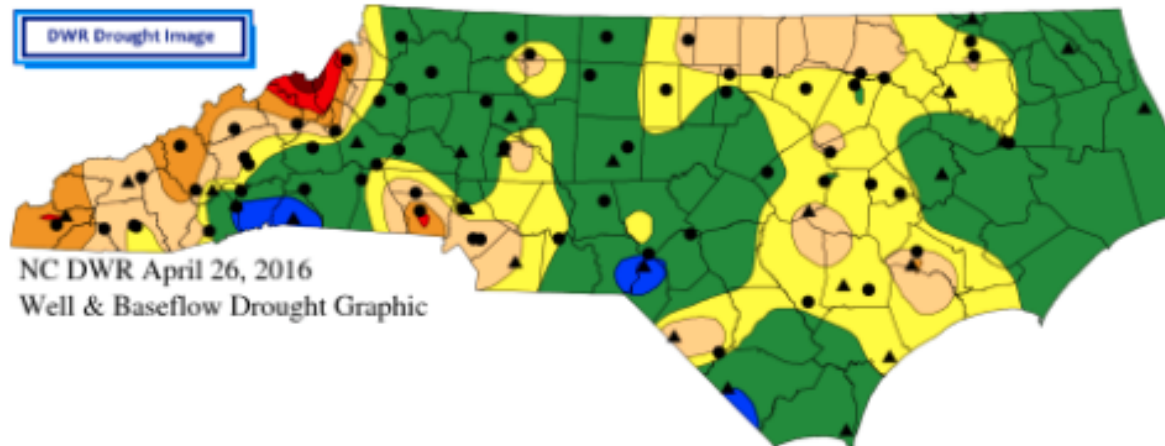 DWR Drought Image
NC DWR April 26, 2016
Well & Baseflow Drought Graphic